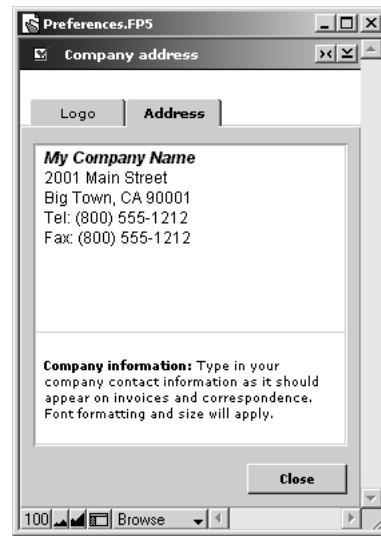 Preferences.FP5
Company address
Logo Address
My Company Name
2001 Main Street
Big Town, CA 90001
Tel: (800) 555-1212
Fax: (800) 555-1212
Company information: Type in your
company contact information as it should
appear on invoices and correspondence.
Font formatting and size will apply.
Close
100 Browse